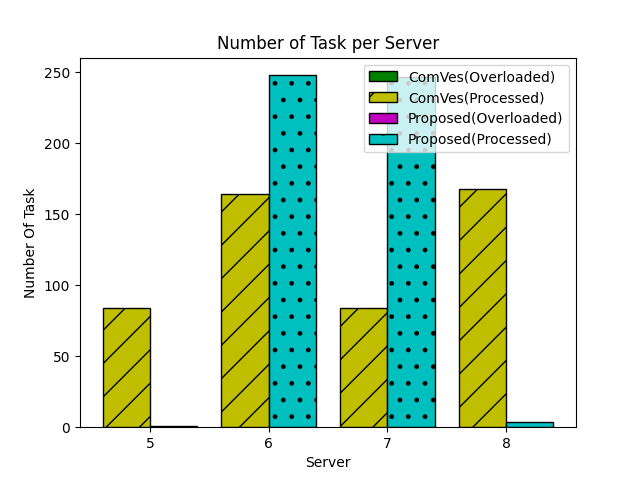 Number of Task per Server
ComVes(Overloaded)
ComVes(Processed)
Proposed(Overloaded)
Proposed(Processed)
250
200
150
100
50
0
Number Of Task
5 6 7 8
Server